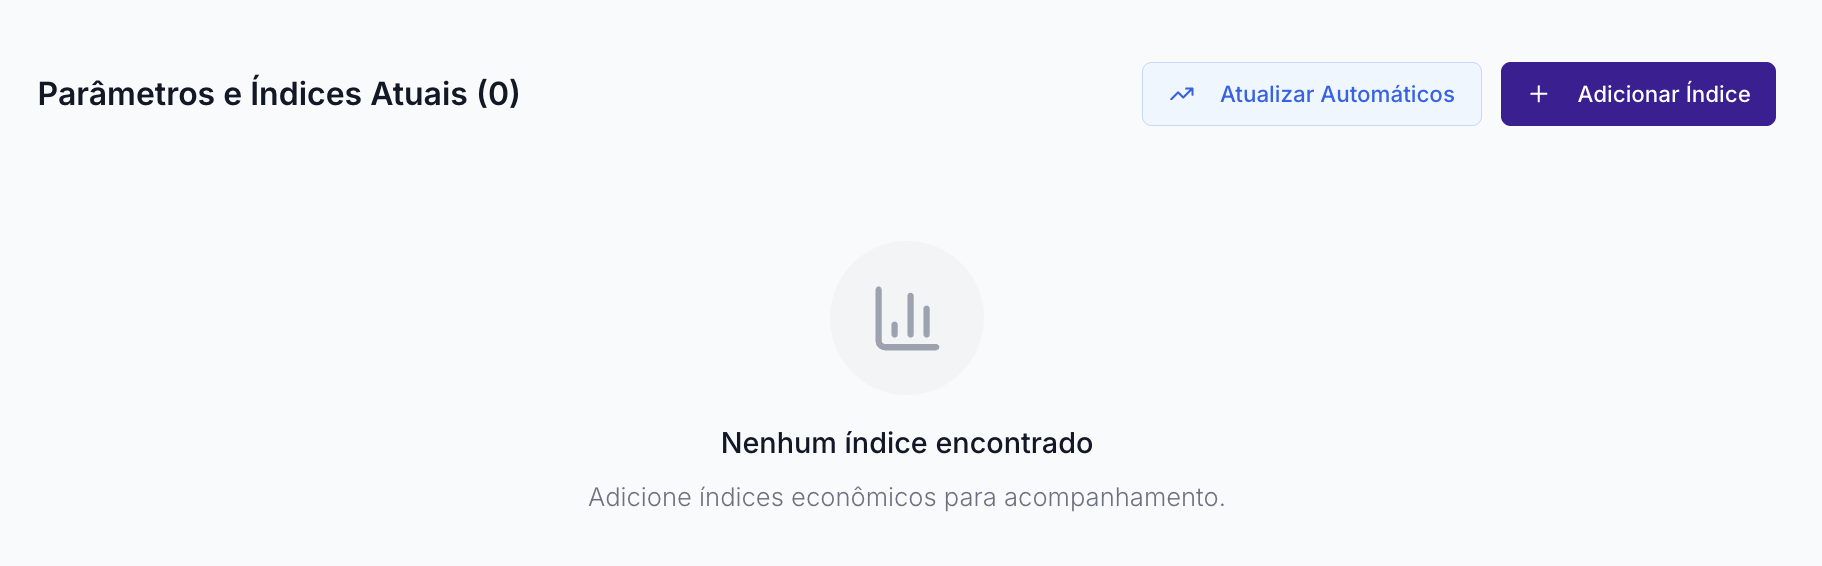 Parâmetros e Índices Atuais (0)
Atualizar Automáticos
Adicionar Índice
Nenhum índice encontrado
Adicione índices econômicos para acompanhamento.